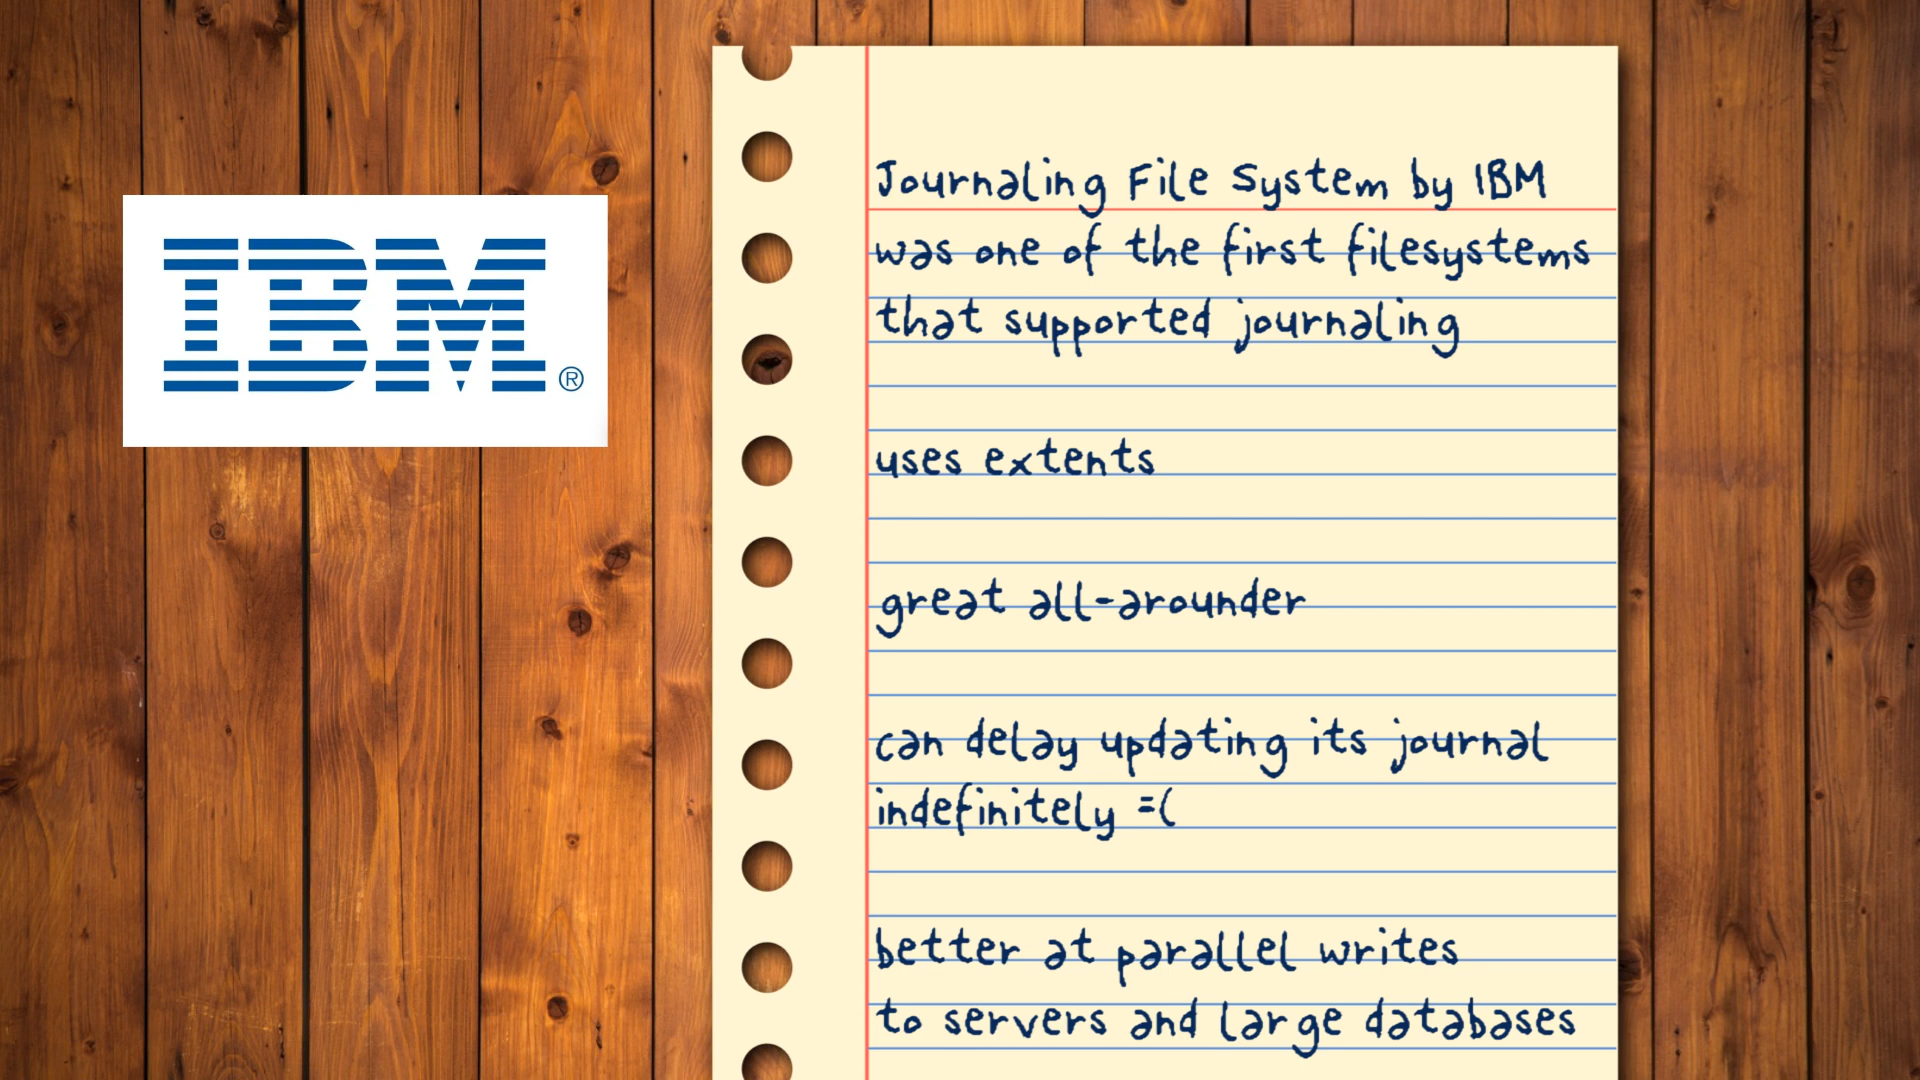 IBM®
Journaling File System by IBM
was one of the first filesystems
that supported journaling
uses extents
great all-arounder
can delay updating its journal
indefinitely =(
better at parallel writes
to servers and large databases